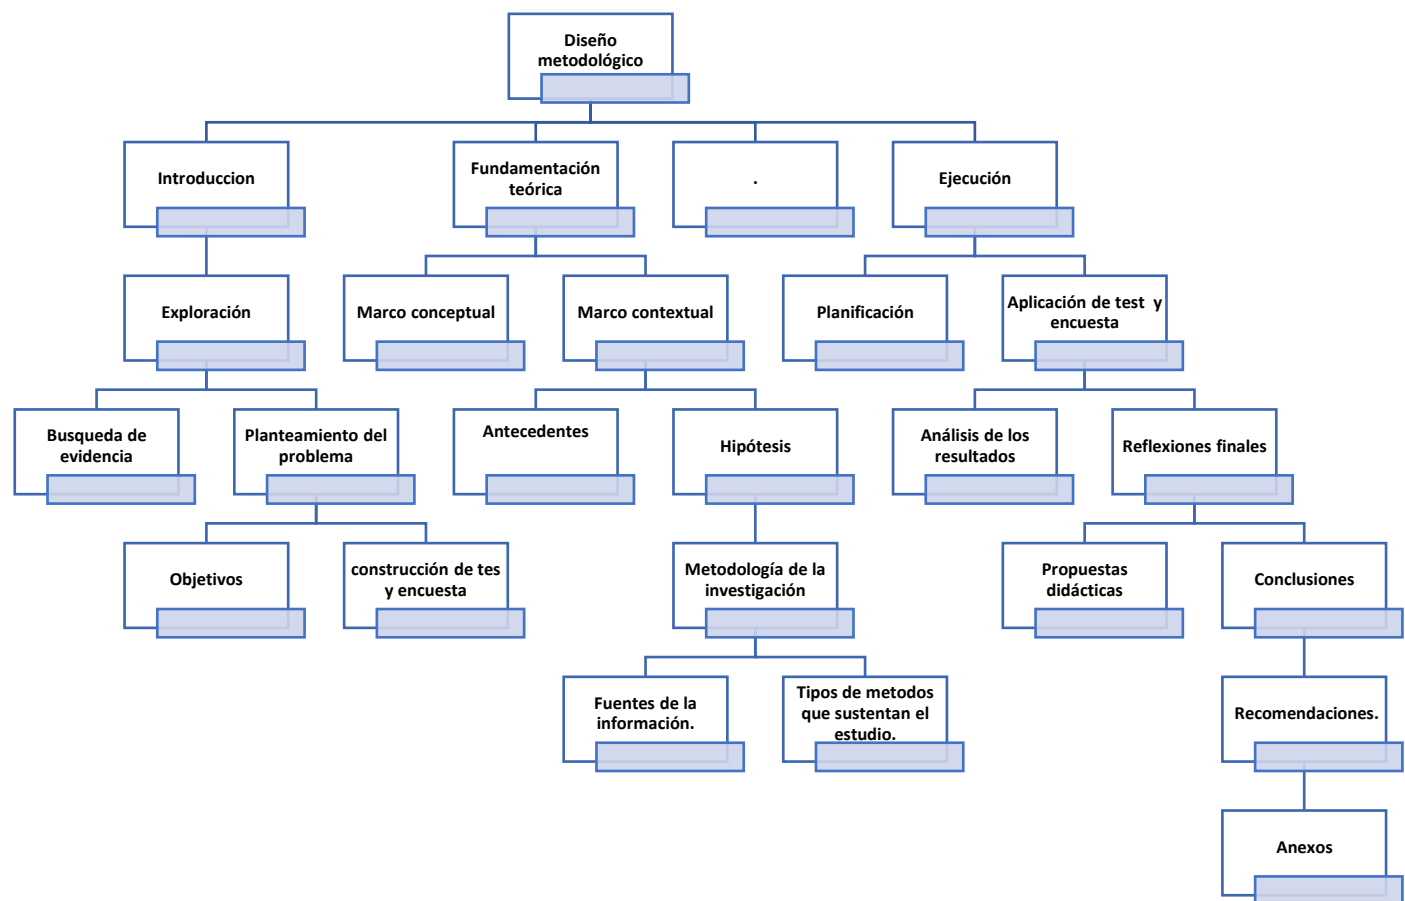 Diseño
metodológico
Introduccion
Fundamentación
teórica
.
Ejecución
Exploración
Marco conceptual
Marco contextual
Planificación
Aplicación de test y
encuesta
Busqueda de
evidencia
Planteamiento del
problema
Antecedentes
Hipótesis
Análisis de los
resultados
Reflexiones finales
Objetivos
construcción de tes
y encuesta
Metodología de la
investigación
Propuestas
didácticas
Conclusiones
Fuentes de la
información.
Tipos de metodos
que sustentan el
estudio.
Recomendaciones.
Anexos